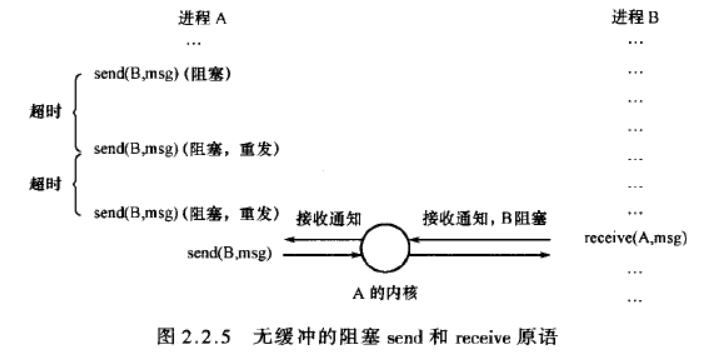 进程 A 进程 B
… …
send(B,msg) (阻塞) …
…
超时
…
send(B,msg) (阻塞，重发) …
超时
…
send(B,msg) (阻塞，重发) …
接收通知 接收通知，B阻塞
receive(A,msg)
send(B,msg)
…
A 的内核
…
图 2.2.5 无缓冲的阻塞 send 和 receive 原语